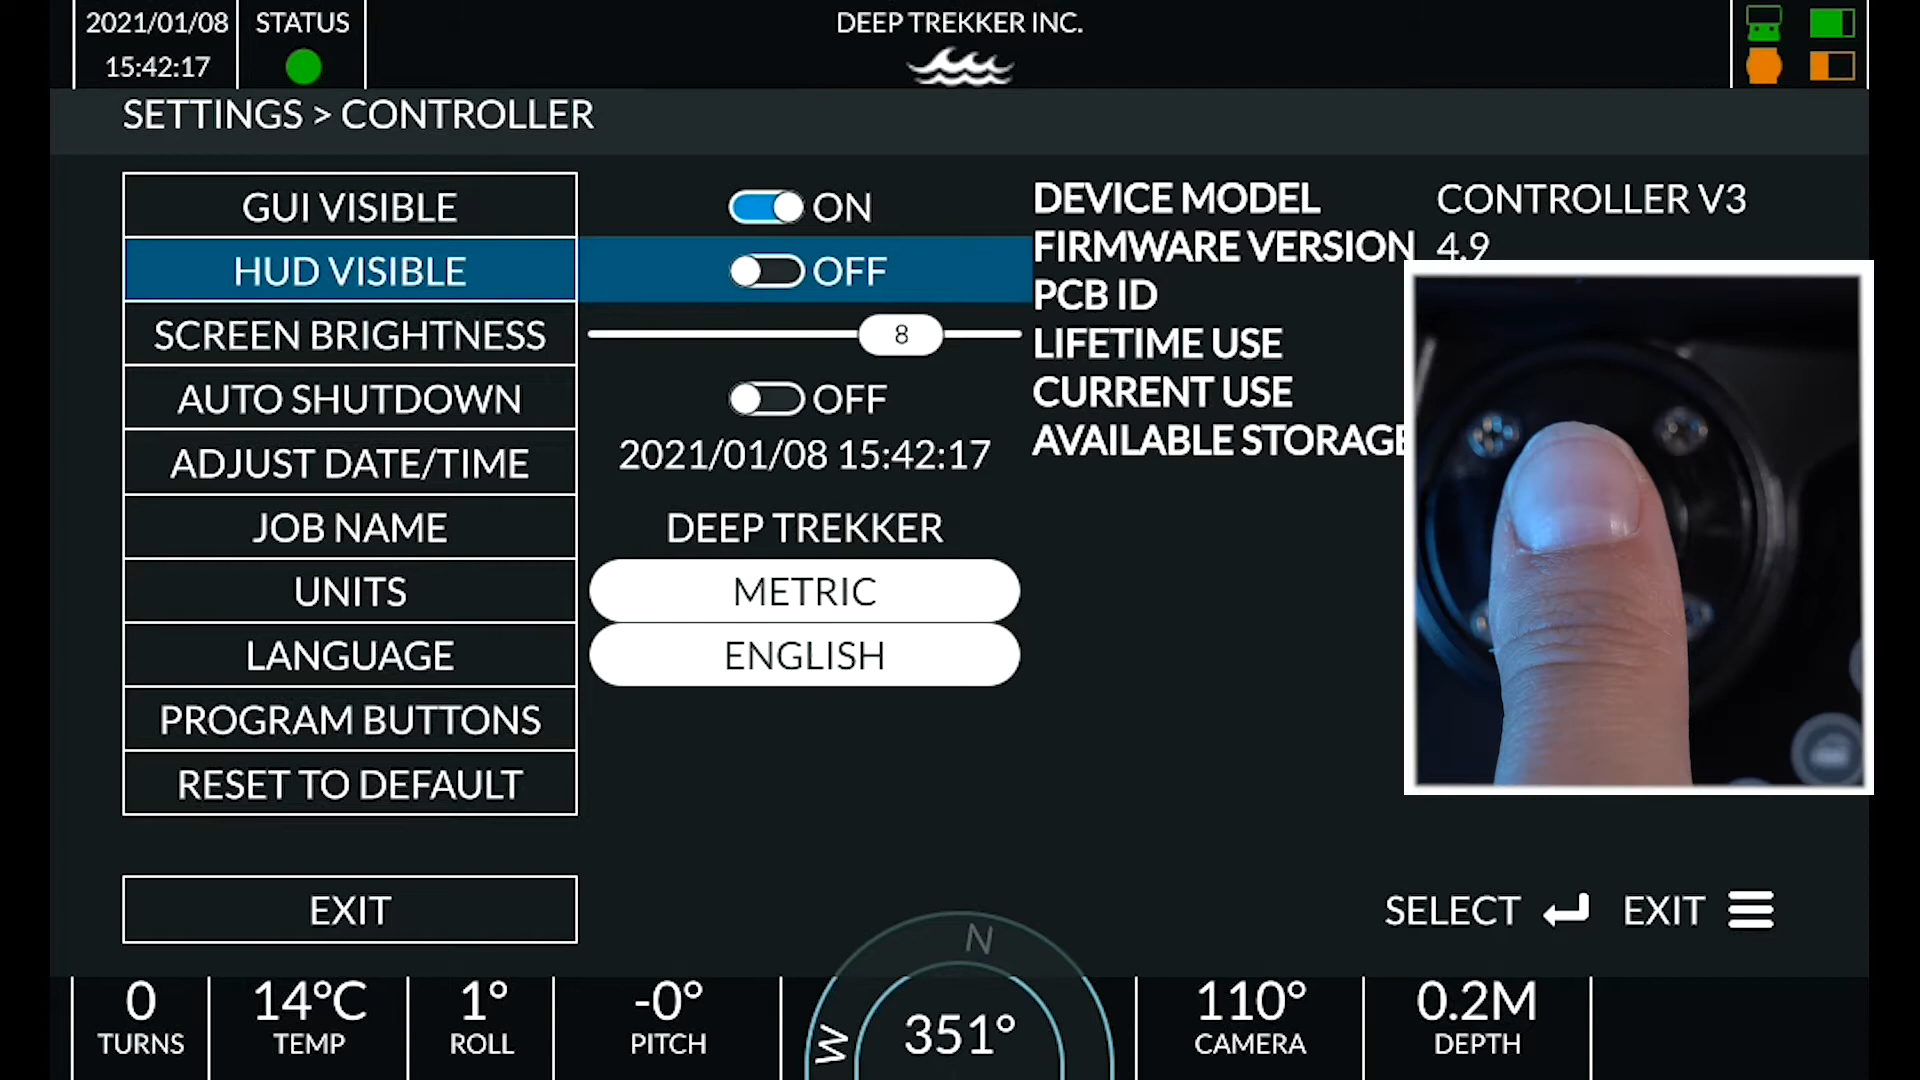 2021/01/08
15:42:17
STATUS
DEEP TREKKER INC.
SETTINGS > CONTROLLER
GUI VISIBLE ON
HUD VISIBLE OFF
SCREEN BRIGHTNESS 8
AUTO SHUTDOWN OFF
ADJUST DATE/TIME 2021/01/08 15:42:17
JOB NAME DEEP TREKKER
UNITS METRIC
LANGUAGE ENGLISH
PROGRAM BUTTONS
RESET TO DEFAULT
EXIT
DEVICE MODEL CONTROLLER V3
FIRMWARE VERSION 4.9
PCB ID
LIFETIME USE
CURRENT USE
AVAILABLE STORAGE
SELECT EXIT
0
TURNS
14°C
TEMP
1°
ROLL
-0°
PITCH
N
W
351°
110°
CAMERA
0.2M
DEPTH